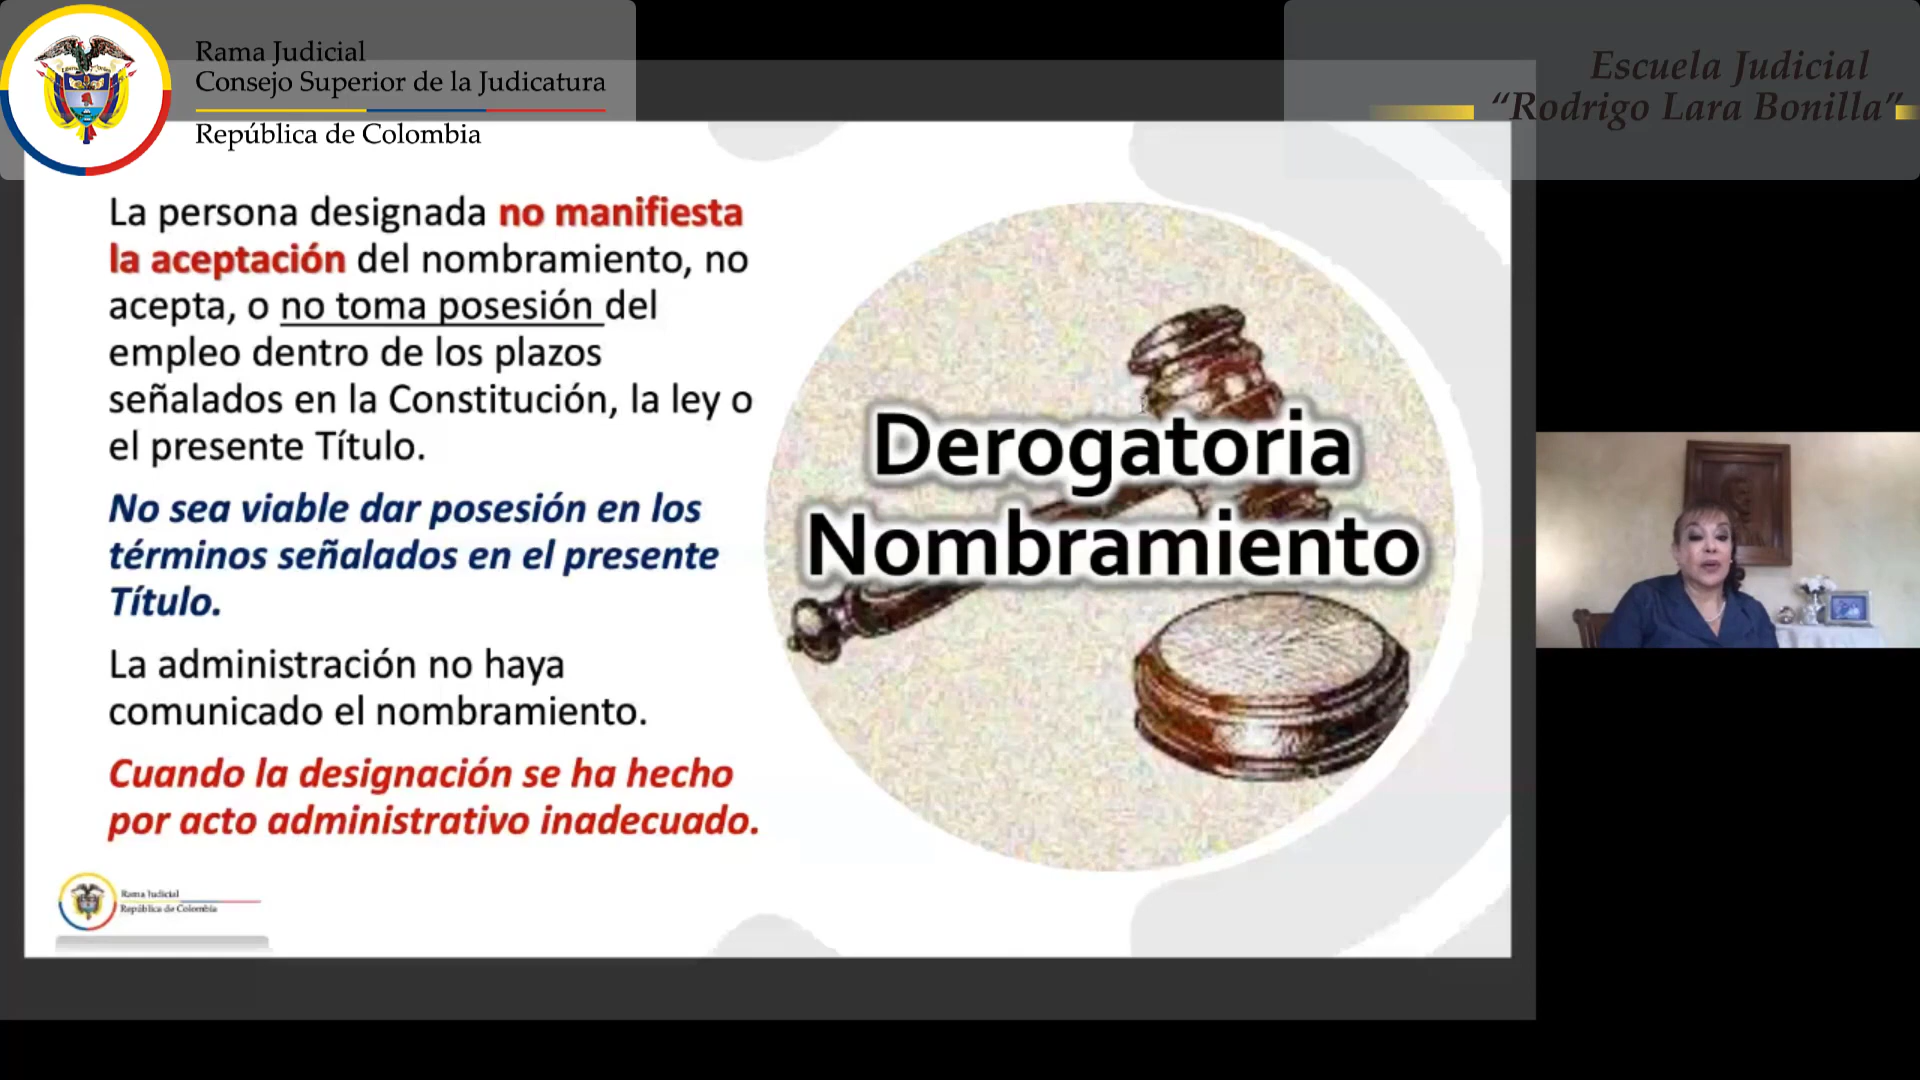 Rama Judicial
Consejo Superior de la Judicatura
República de Colombia
Escuela Judicial
“Rodrigo Lara Bonilla”
La persona designada no manifiesta
la aceptación del nombramiento, no
acepta, o no toma posesión del
empleo dentro de los plazos
señalados en la Constitución, la ley o
el presente Título.
No sea viable dar posesión en los
términos señalados en el presente
Título.
La administración no haya
comunicado el nombramiento.
Cuando la designación se ha hecho
por acto administrativo inadecuado.
Derogatoria
Nombramiento
Rama Judicial
República de Colombia